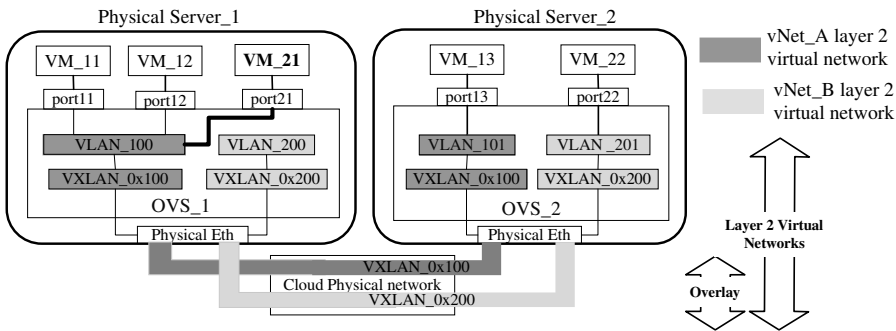 Physical Server_1 Physical Server_2
VM_11 VM_12 VM_21 VM_13 VM_22
port11 port12 port21 port13 port22
VLAN_100 VLAN_200 VLAN_101 VLAN _201
VXLAN_0x100 VXLAN_0x200 VXLAN_0x100 VXLAN_0x200
OVS_1 OVS_2
Physical Eth Physical Eth
VXLAN_0x100
Cloud Physical network
VXLAN_0x200
vNet_A layer 2
virtual network
vNet_B layer 2
virtual network
Layer 2 Virtual
Networks
Overlay